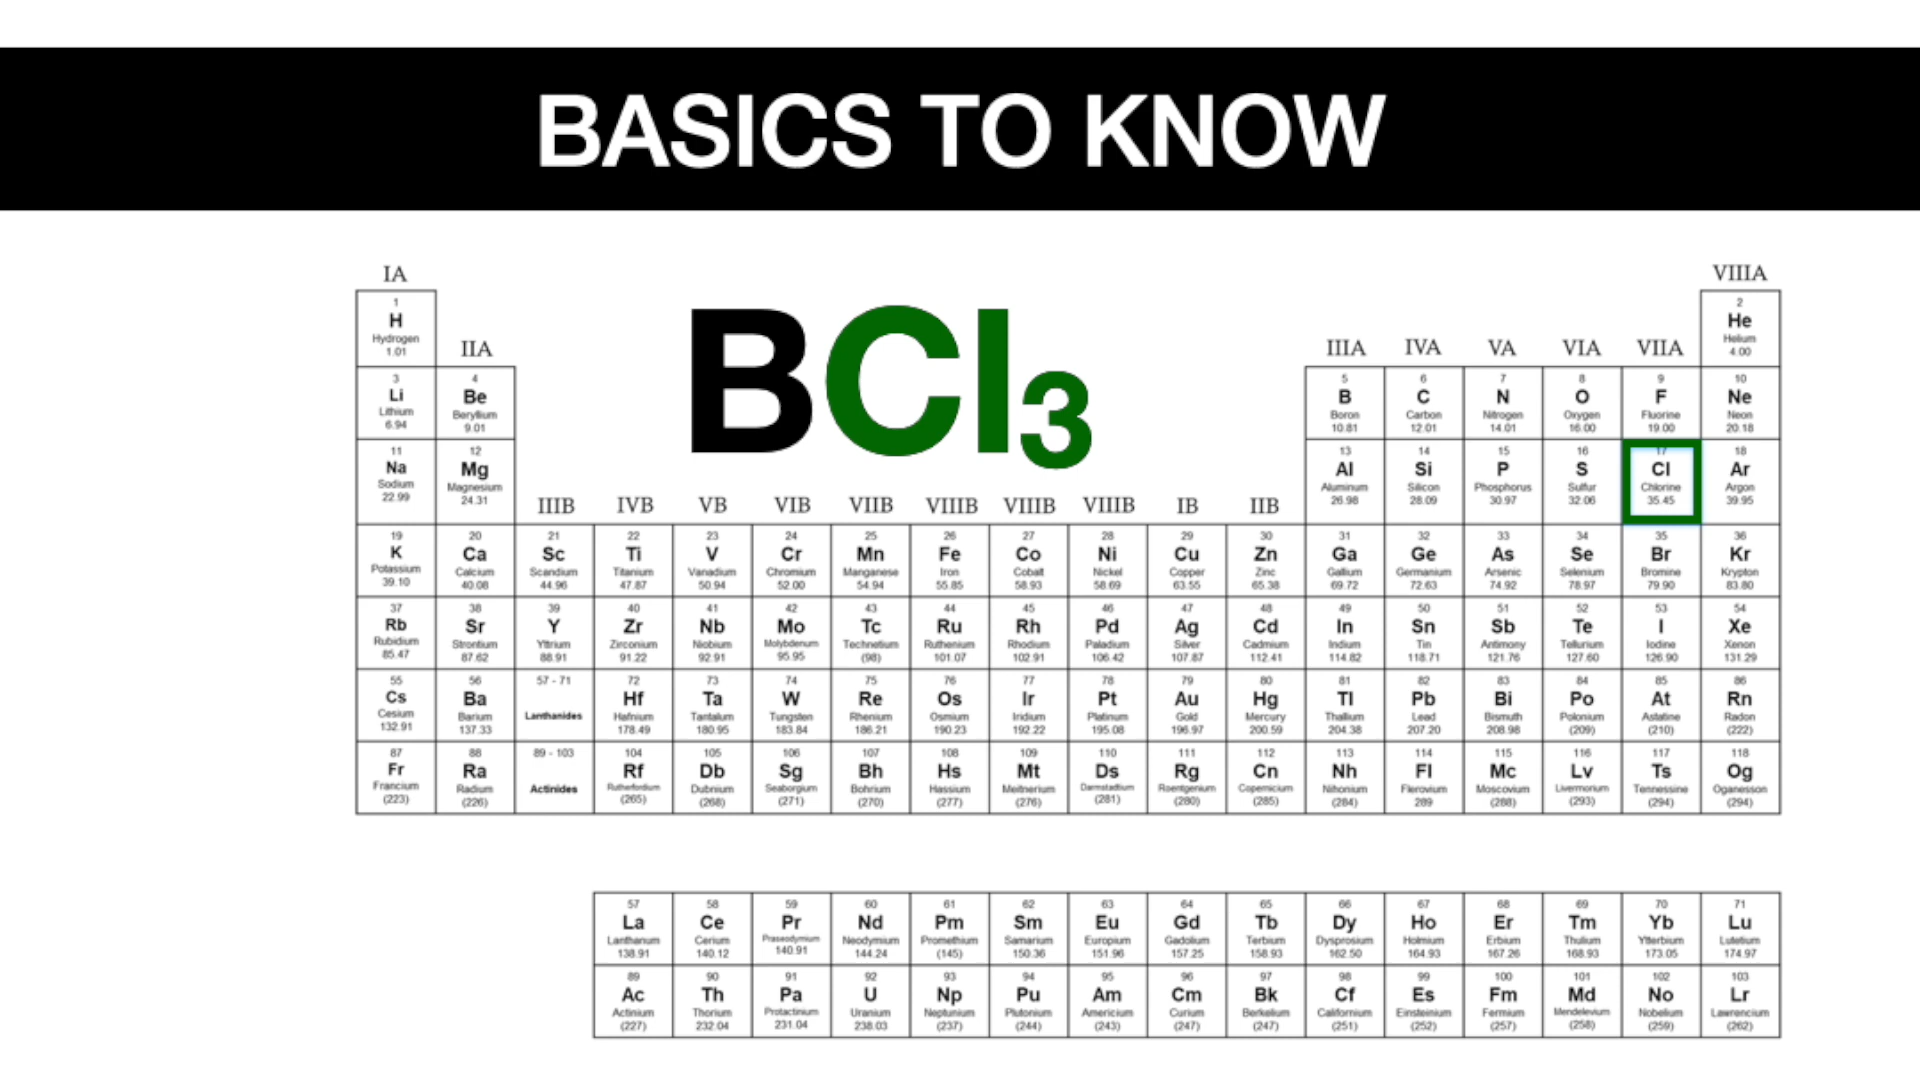 BASICS TO KNOW
IA VIIIA
1 2
H He
Hydrogen Helium
1.01 4.00
IIA BCl3 IIIA IVA VA VIA VIIA
3 4 5 6 7 8 9 10
Li Be B C N O F Ne
Lithium Beryllium Boron Carbon Nitrogen Oxygen Fluorine Neon
6.94 9.01 10.81 12.01 14.01 16.00 19.00 20.18
11 12 13 14 15 16 17 18
Na Mg Al Si P S Cl Ar
Sodium Magnesium Aluminum Silicon Phosphorus Sulfur Chlorine Argon
22.99 24.31 26.98 28.09 30.97 32.06 35.45 39.95
IIIB IVB VB VIB VIIB VIIIB VIIIB VIIIB IB IIB
19 20 21 22 23 24 25 26 27 28 29 30 31 32 33 34 35 36
K Ca Sc Ti V Cr Mn Fe Co Ni Cu Zn Ga Ge As Se Br Kr
Potassium Calcium Scandium Titanium Vanadium Chromium Manganese Iron Cobalt Nickel Copper Zinc Gallium Germanium Arsenic Selenium Bromine Krypton
39.10 40.08 44.96 47.87 50.94 52.00 54.94 55.85 58.93 58.69 63.55 65.38 69.72 72.63 74.92 78.97 79.90 83.80
37 38 39 40 41 42 43 44 45 46 47 48 49 50 51 52 53 54
Rb Sr Y Zr Nb Mo Tc Ru Rh Pd Ag Cd In Sn Sb Te I Xe
Rubidium Strontium Yttrium Zirconium Niobium Molybdenum Technetium Ruthenium Rhodium Paladium Silver Cadmium Indium Tin Antimony Tellurium Iodine Xenon
85.47 87.62 88.91 91.22 92.91 95.95 (98) 101.07 102.91 106.42 107.87 112.41 114.82 118.71 121.76 127.60 126.90 131.29
55 56 57 - 71 72 73 74 75 76 77 78 79 80 81 82 83 84 85 86
Cs Ba Hf Ta W Re Os Ir Pt Au Hg Tl Pb Bi Po At Rn
Cesium Barium Lanthanides Hafnium Tantalum Tungsten Rhenium Osmium Iridium Platinum Gold Mercury Thallium Lead Bismuth Polonium Astatine Radon
132.91 137.33 178.49 180.95 183.84 186.21 190.23 192.22 195.08 196.97 200.59 204.38 207.20 208.98 (209) (210) (222)
87 88 89 - 103 104 105 106 107 108 109 110 111 112 113 114 115 116 117 118
Fr Ra Rf Db Sg Bh Hs Mt Ds Rg Cn Nh Fl Mc Lv Ts Og
Francium Radium Actinides Rutherfordium Dubnium Seaborgium Bohrium Hassium Meitnerium Darmstadtium Roentgenium Copernicium Nihonium Flerovium Moscovium Livermorium Tennessine Oganesson
(223) (226) (265) (268) (271) (270) (277) (276) (281) (280) (285) (284) 289 (288) (293) (294) (294)
57 58 59 60 61 62 63 64 65 66 67 68 69 70 71
La Ce Pr Nd Pm Sm Eu Gd Tb Dy Ho Er Tm Yb Lu
Lanthanum Cerium Praseodymium Neodymium Promethium Samarium Europium Gadolium Terbium Dysprosium Holmium Erbium Thulium Ytterbium Lutetium
138.91 140.12 140.91 144.24 (145) 150.36 151.96 157.25 158.93 162.50 164.93 167.26 168.93 173.05 174.97
89 90 91 92 93 94 95 96 97 98 99 100 101 102 103
Ac Th Pa U Np Pu Am Cm Bk Cf Es Fm Md No Lr
Actinium Thorium Protactinium Uranium Neptunium Plutonium Americium Curium Berkelium Californium Einsteinium Fermium Mendelevium Nobelium Lawrencium
(227) 232.04 231.04 238.03 (237) (244) (243) (247) (247) (251) (252) (257) (258) (259) (262)